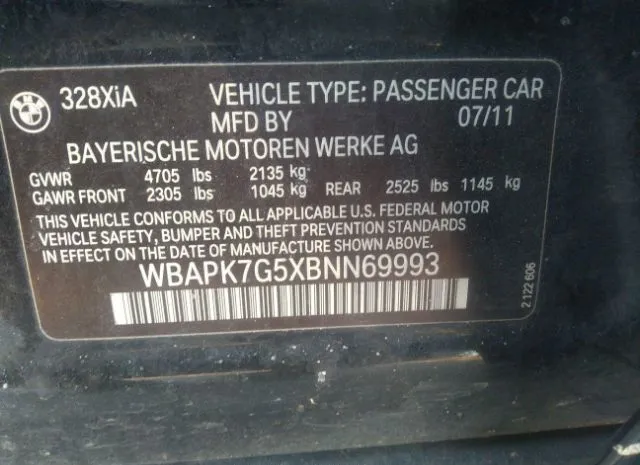 328XiA VEHICLE TYPE: PASSENGER CAR
MFD BY 07/11
BAYERISCHE MOTOREN WERKE AG
GVWR 4705 lbs 2135 kg
GAWR FRONT 2305 lbs 1045 kg REAR 2525 lbs 1145 kg
THIS VEHICLE CONFORMS TO ALL APPLICABLE U.S. FEDERAL MOTOR
VEHICLE SAFETY, BUMPER AND THEFT PREVENTION STANDARDS
IN EFFECT ON THE DATE OF MANUFACTURE SHOWN ABOVE.
WBAPK7G5XBNN69993
2 122 606